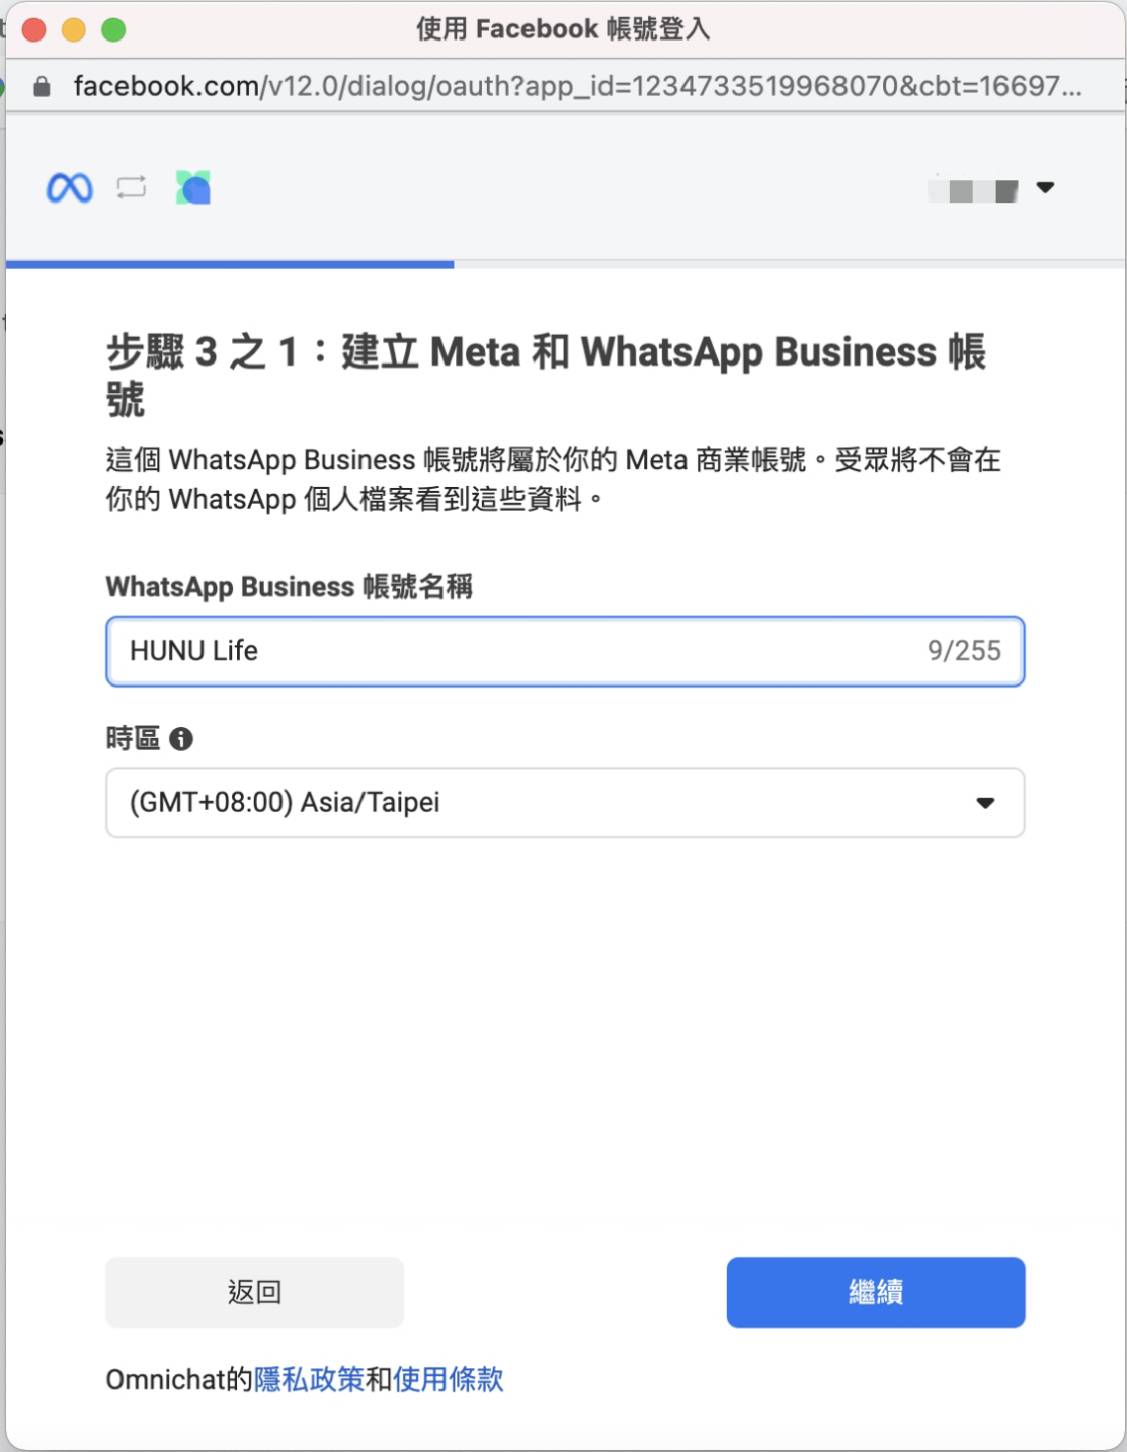 使用 Facebook 帳號登入
facebook.com/v12.0/dialog/oauth?app_id=1234733519968070&cbt=16697...
步驟 3 之 1：建立 Meta 和 WhatsApp Business 帳
號
這個 WhatsApp Business 帳號將屬於你的 Meta 商業帳號。受眾將不會在
你的 WhatsApp 個人檔案看到這些資料。
WhatsApp Business 帳號名稱
HUNU Life 9/255
時區
(GMT+08:00) Asia/Taipei
返回 繼續
Omnichat的隱私政策和使用條款